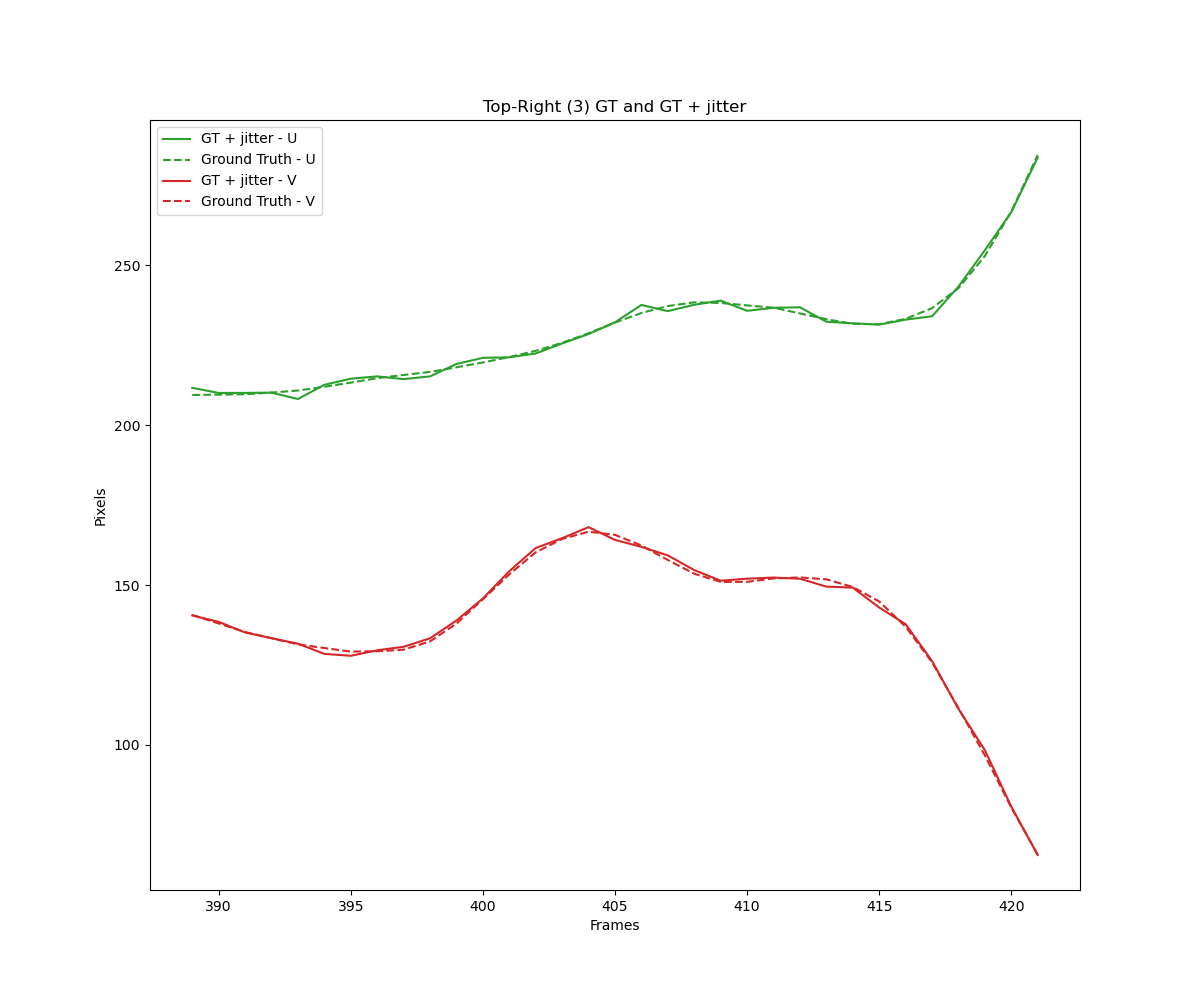 Top-Right (3) GT and GT + jitter
GT + jitter - U
Ground Truth - U
GT + jitter - V
Ground Truth - V
250
200
150
100
Pixels
390 395 400 405 410 415 420
Frames